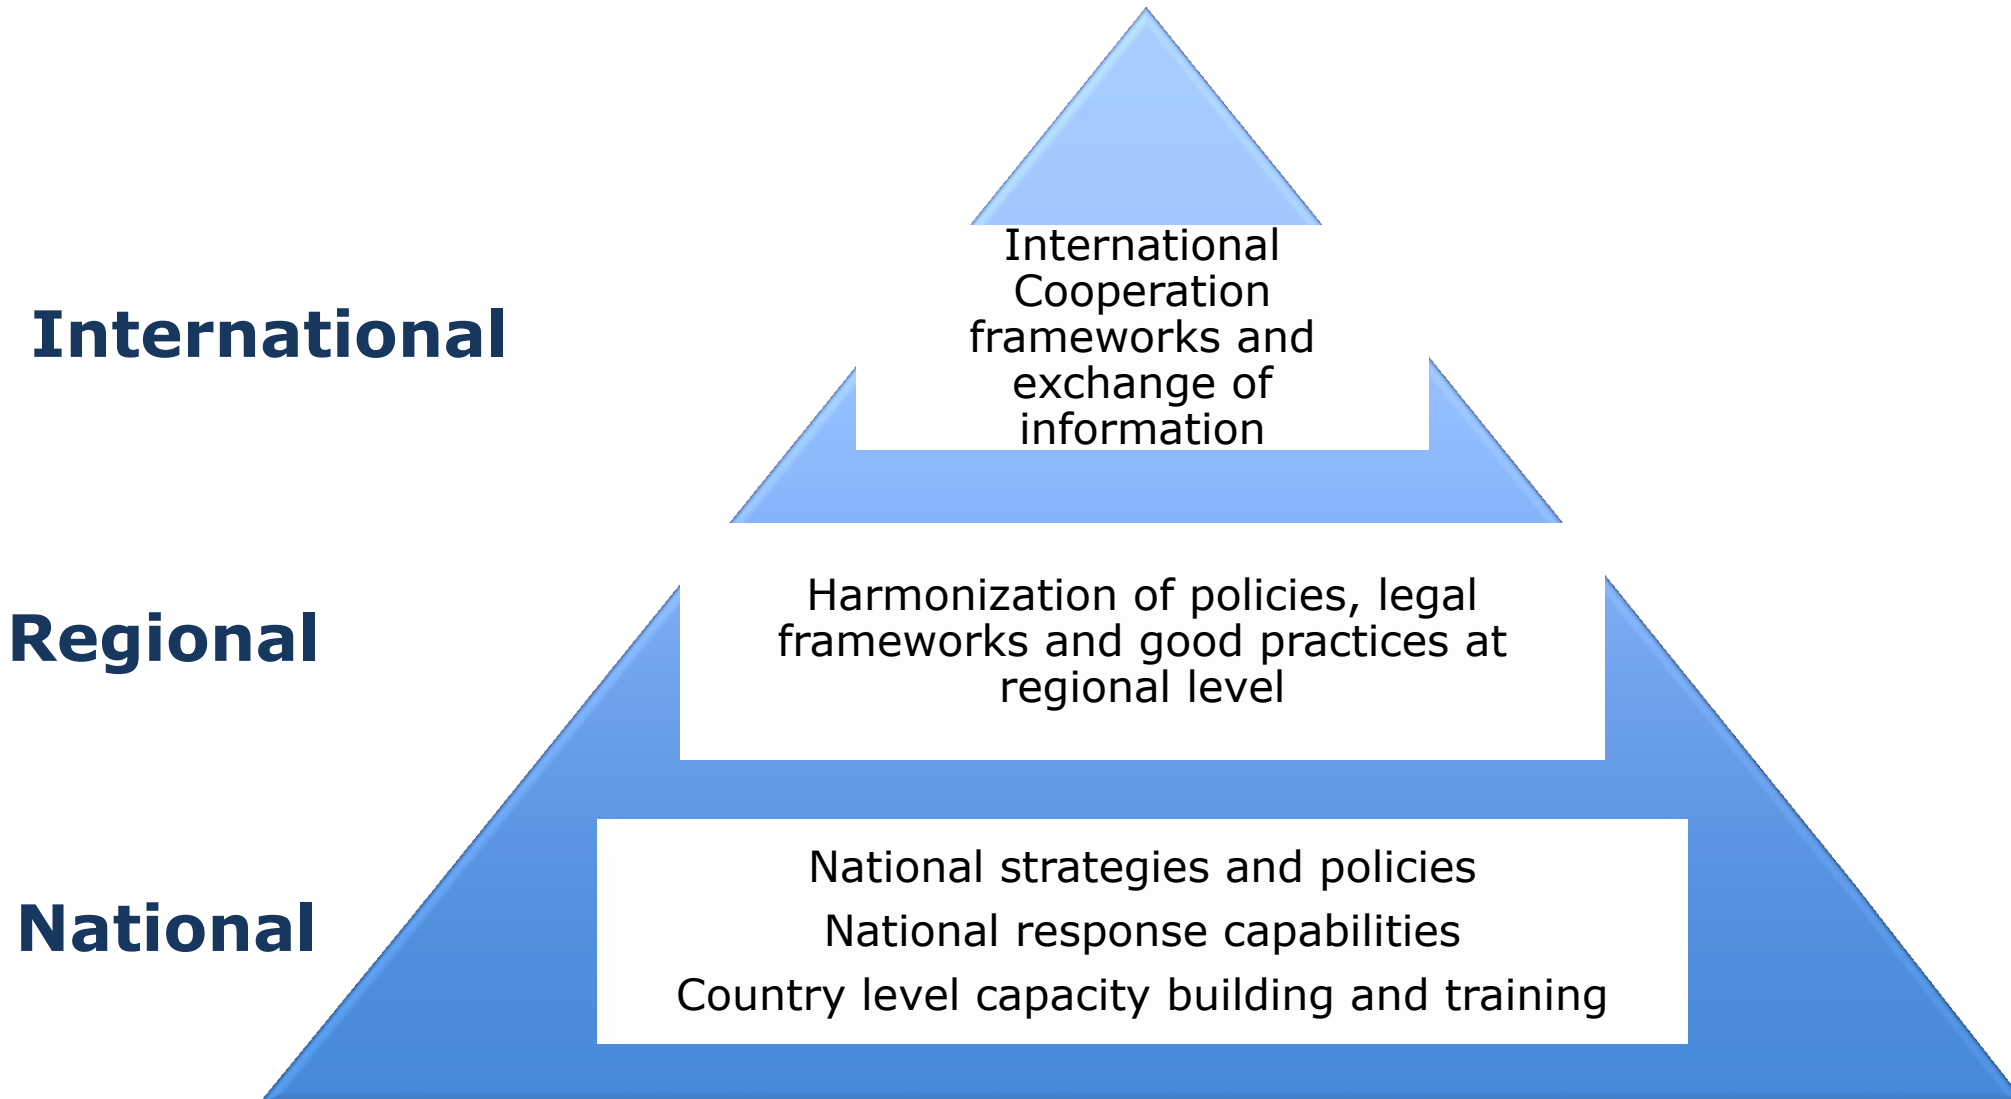 International
International
Cooperation
frameworks and
exchange of
information
Regional
Harmonization of policies, legal
frameworks and good practices at
regional level
National
National strategies and policies
National response capabilities
Country level capacity building and training